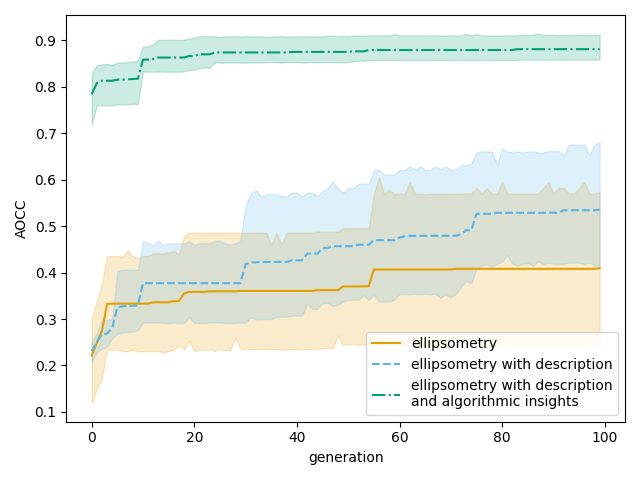 0.9
0.8
0.7
0.6
0.5
0.4
0.3
0.2
0.1
AOCC
0
20
40
60
80
100
generation
ellipsometry
ellipsometry with description
ellipsometry with description
and algorithmic insights